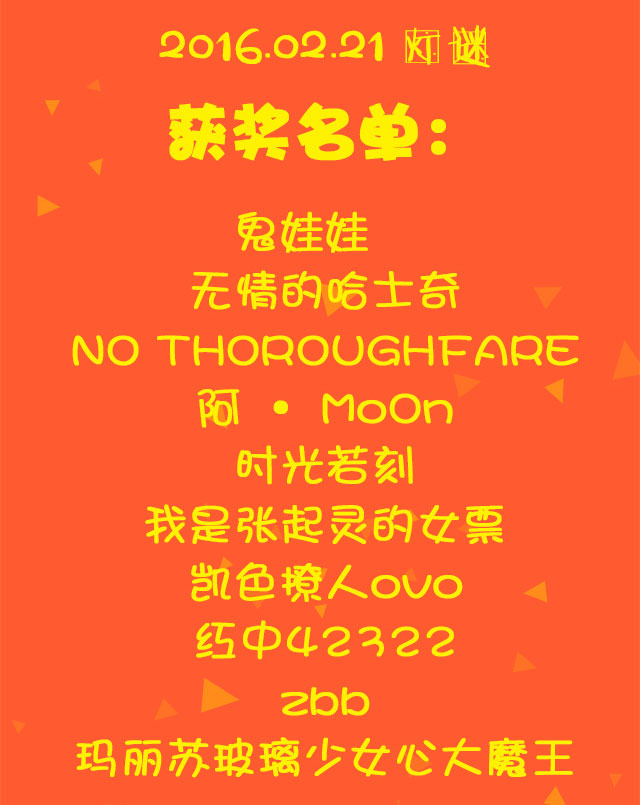 2016.02.21 灯谜
获奖名单：
鬼娃娃
无情的哈士奇
NO THOROUGHFARE
阿 • MoOn
时光若刻
我是张起灵的女票
凯色撩人ovo
红中42322
zbb
玛丽苏玻璃少女心大魔王